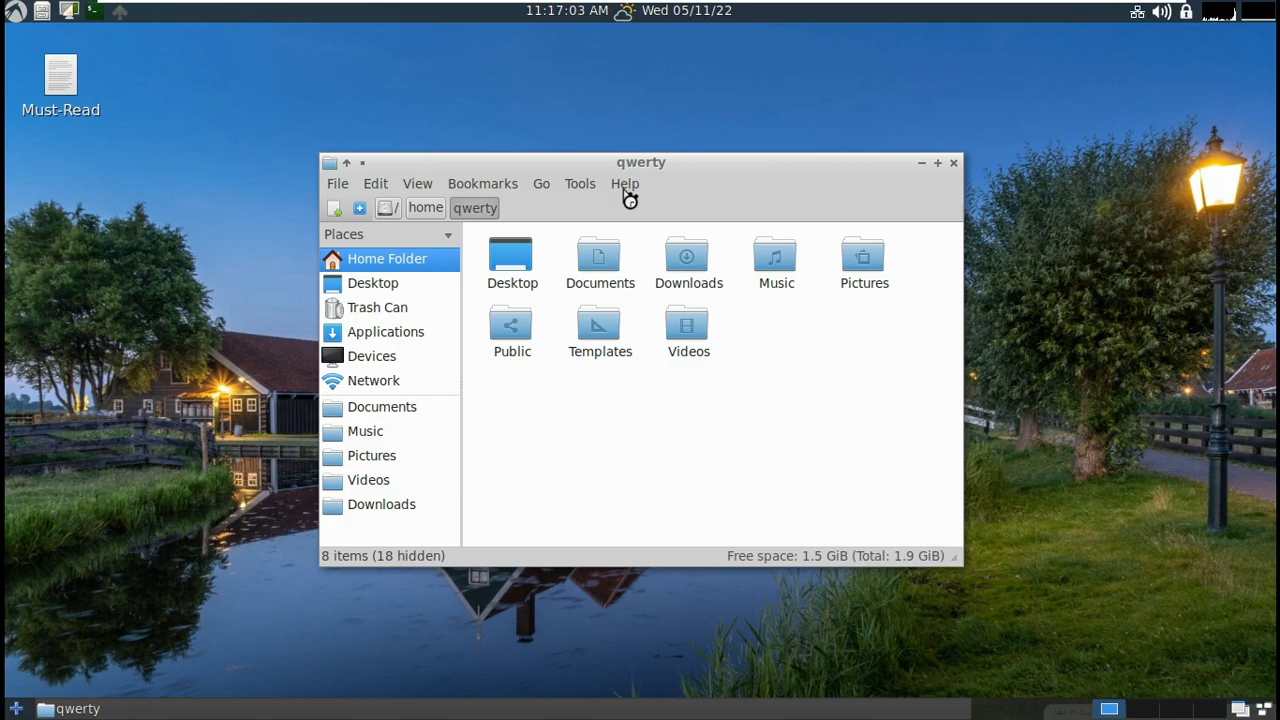 11:17:03 AM Wed 05/11/22
Must-Read
qwerty
File Edit View Bookmarks Go Tools Help
/ home qwerty
Places
Home Folder
Desktop
Trash Can
Applications
Devices
Network
Documents
Music
Pictures
Videos
Downloads
Desktop Documents Downloads Music Pictures
Public Templates Videos
8 items (18 hidden) Free space: 1.5 GiB (Total: 1.9 GiB)
qwerty